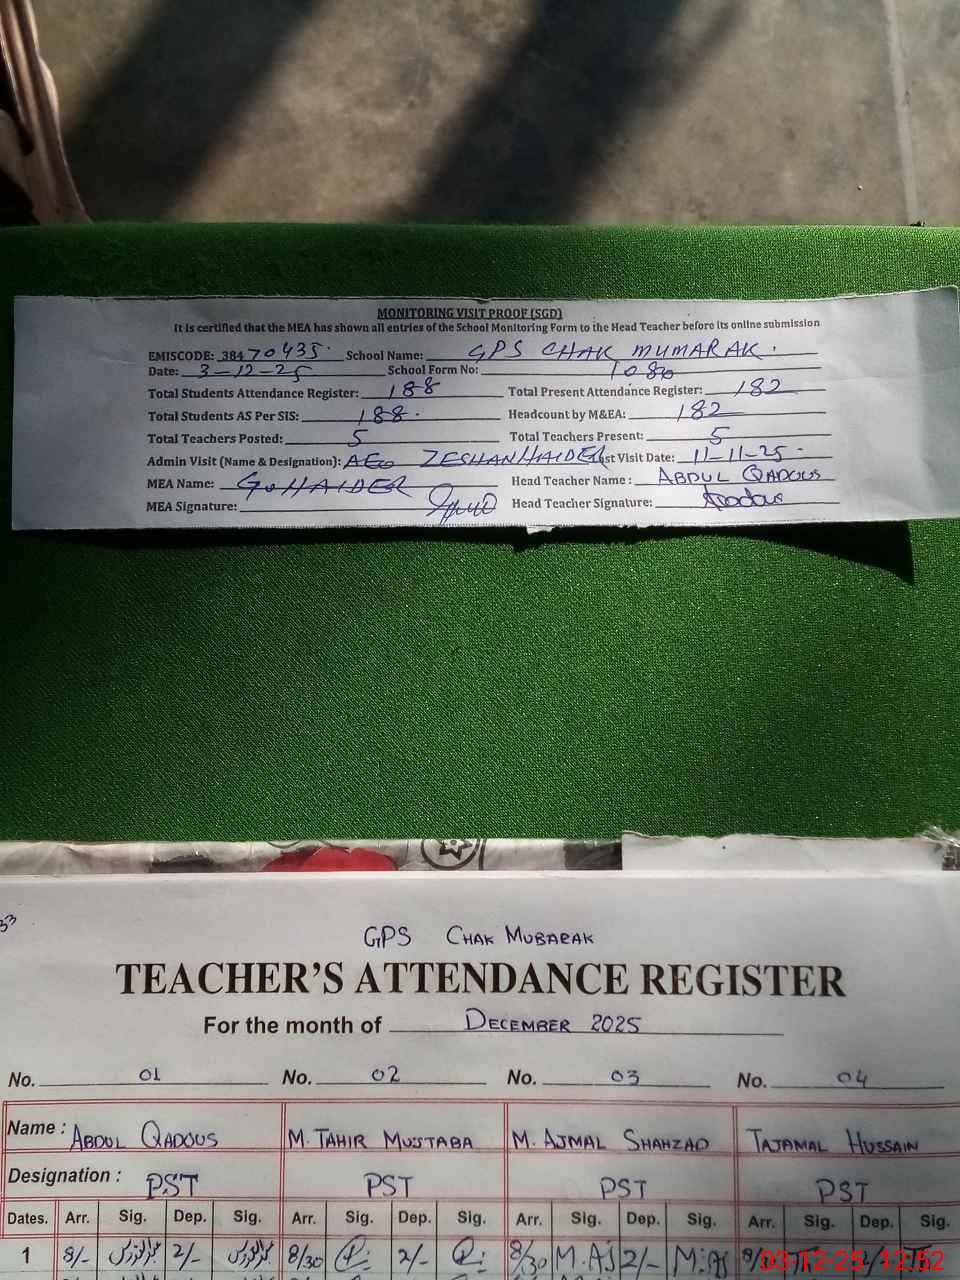 MONITORING VISIT PROOF (SGD)
It is certified that the MEA has shown all entries of the School Monitoring Form to the Head Teacher before its online submission
EMISCODE: 38470435. School Name: GPS CHAK MUMARAK.
Date: 3-12-25 School Form No: 1080
Total Students Attendance Register: 188 Total Present Attendance Register: 182
Total Students AS Per SIS: 188. Headcount by M&EA: 182
Total Teachers Posted: 5 Total Teachers Present: 5
Admin Visit (Name & Designation): AEO ZESHAN HAIDER st Visit Date: 11-11-25.
MEA Name: HAIDER Head Teacher Name: ABDUL QADOUS
MEA Signature: Head Teacher Signature:
33
GPS CHAK MUBARAK
TEACHER'S ATTENDANCE REGISTER
For the month of DECEMBER 2025
No. 01 No. 02 No. 03 No. 04
Name: ABDUL QADOUS M. TAHIR MUJTABA M. AJMAL SHAHZAD TAJAMAL HUSSAIN
Designation: PST PST PST PST
Dates. Arr. Sig. Dep. Sig. Arr. Sig. Dep. Sig. Arr. Sig. Dep. Sig. Arr. Sig. Dep. Sig.
1 8/- 2/- 8/30 2/- 8/30 M.AJ 2/- M.AJ
03-12-25 12:52